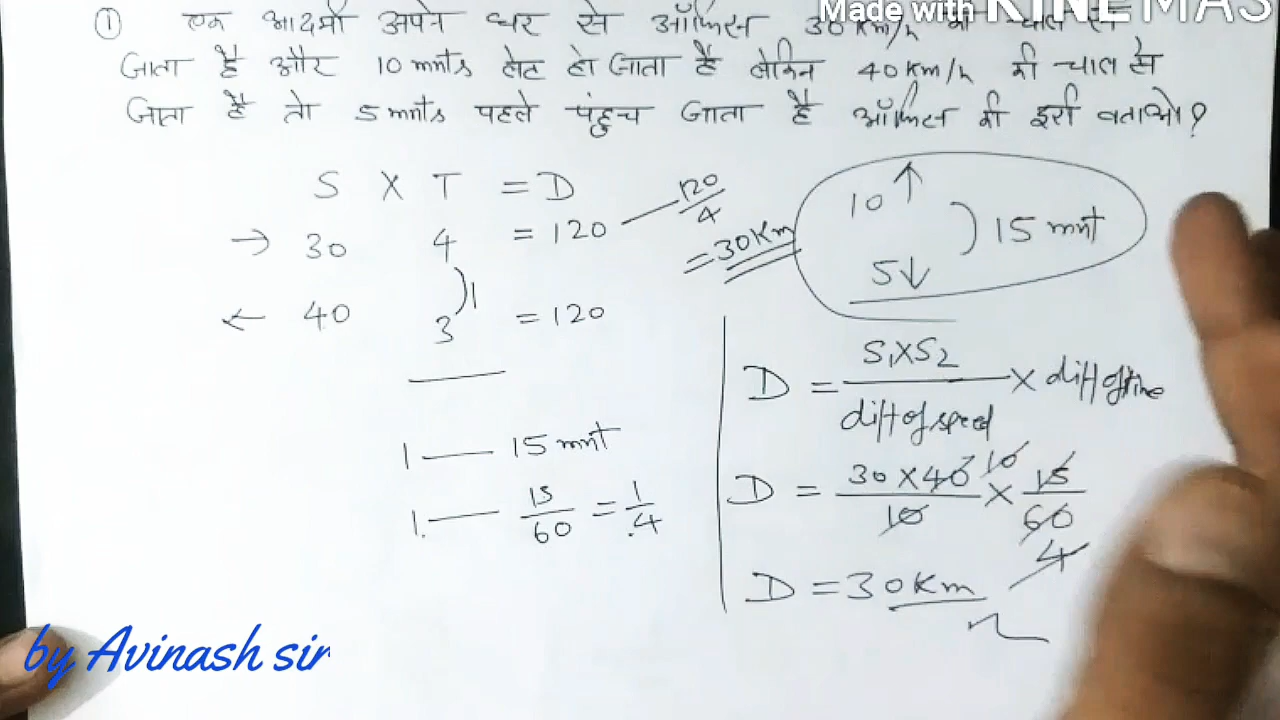 Made with KINEMAS
① एक आदमी अपने घर से ऑफिस 30 Km/h की चाल से
जाता है और 10 mnts लेट हो जाता है लेकिन 40 Km/h की चाल से
जाता है तो 5 mnts पहले पंहुच जाता है ऑफिस की दूरी बताओ?
S X T = D
→ 30 4 = 120 — 120/4
= 30 Km
← 40 3 )1 = 120
1 — 15 mnt
1. — 15/60 = 1/4
10 ↑
) 15 mnt
5 ↓
D = S1 X S2 / diff of speed X diff of time
D = 30 X 40 / 10 X 15 / 60
10
4
D = 30 Km
by Avinash sir